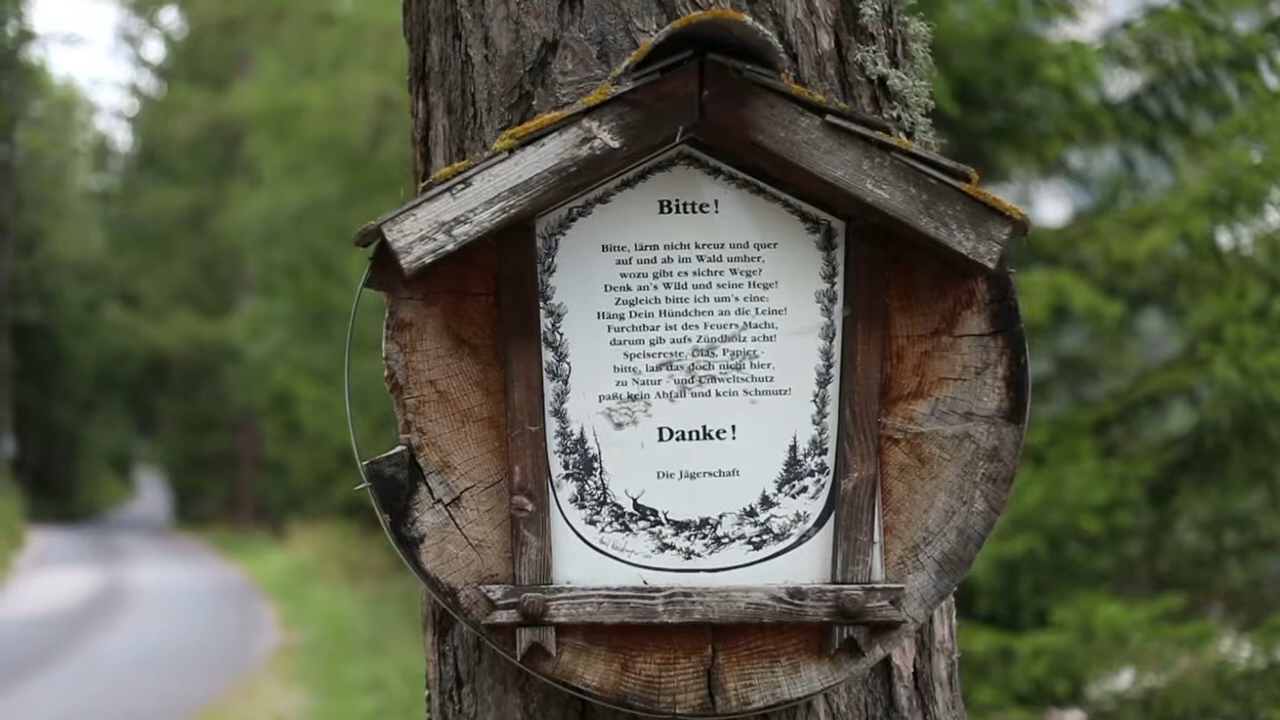 Bitte!
Bitte, lärm nicht kreuz und quer
auf und ab im Wald umher,
wozu gibt es sichre Wege?
Denk an's Wild und seine Hege!
Zugleich bitte ich um's eine:
Häng Dein Hündchen an die Leine!
Furchtbar ist des Feuers Macht,
darum gib aufs Zündholz acht!
Speisereste, Glas, Papier -
bitte, laß das doch nicht hier,
zu Natur - und Umweltschutz
paßt kein Abfall und kein Schmutz!
Danke!
Die Jägerschaft